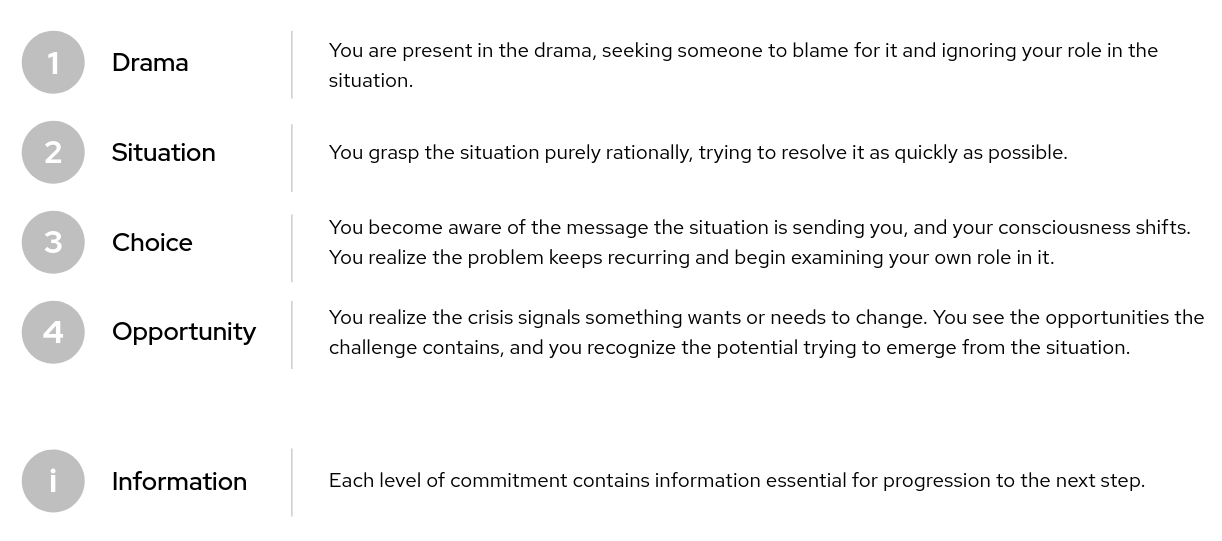 1 Drama
You are present in the drama, seeking someone to blame for it and ignoring your role in the
situation.
2 Situation
You grasp the situation purely rationally, trying to resolve it as quickly as possible.
3 Choice
You become aware of the message the situation is sending you, and your consciousness shifts.
You realize the problem keeps recurring and begin examining your own role in it.
4 Opportunity
You realize the crisis signals something wants or needs to change. You see the opportunities the
challenge contains, and you recognize the potential trying to emerge from the situation.
i Information
Each level of commitment contains information essential for progression to the next step.